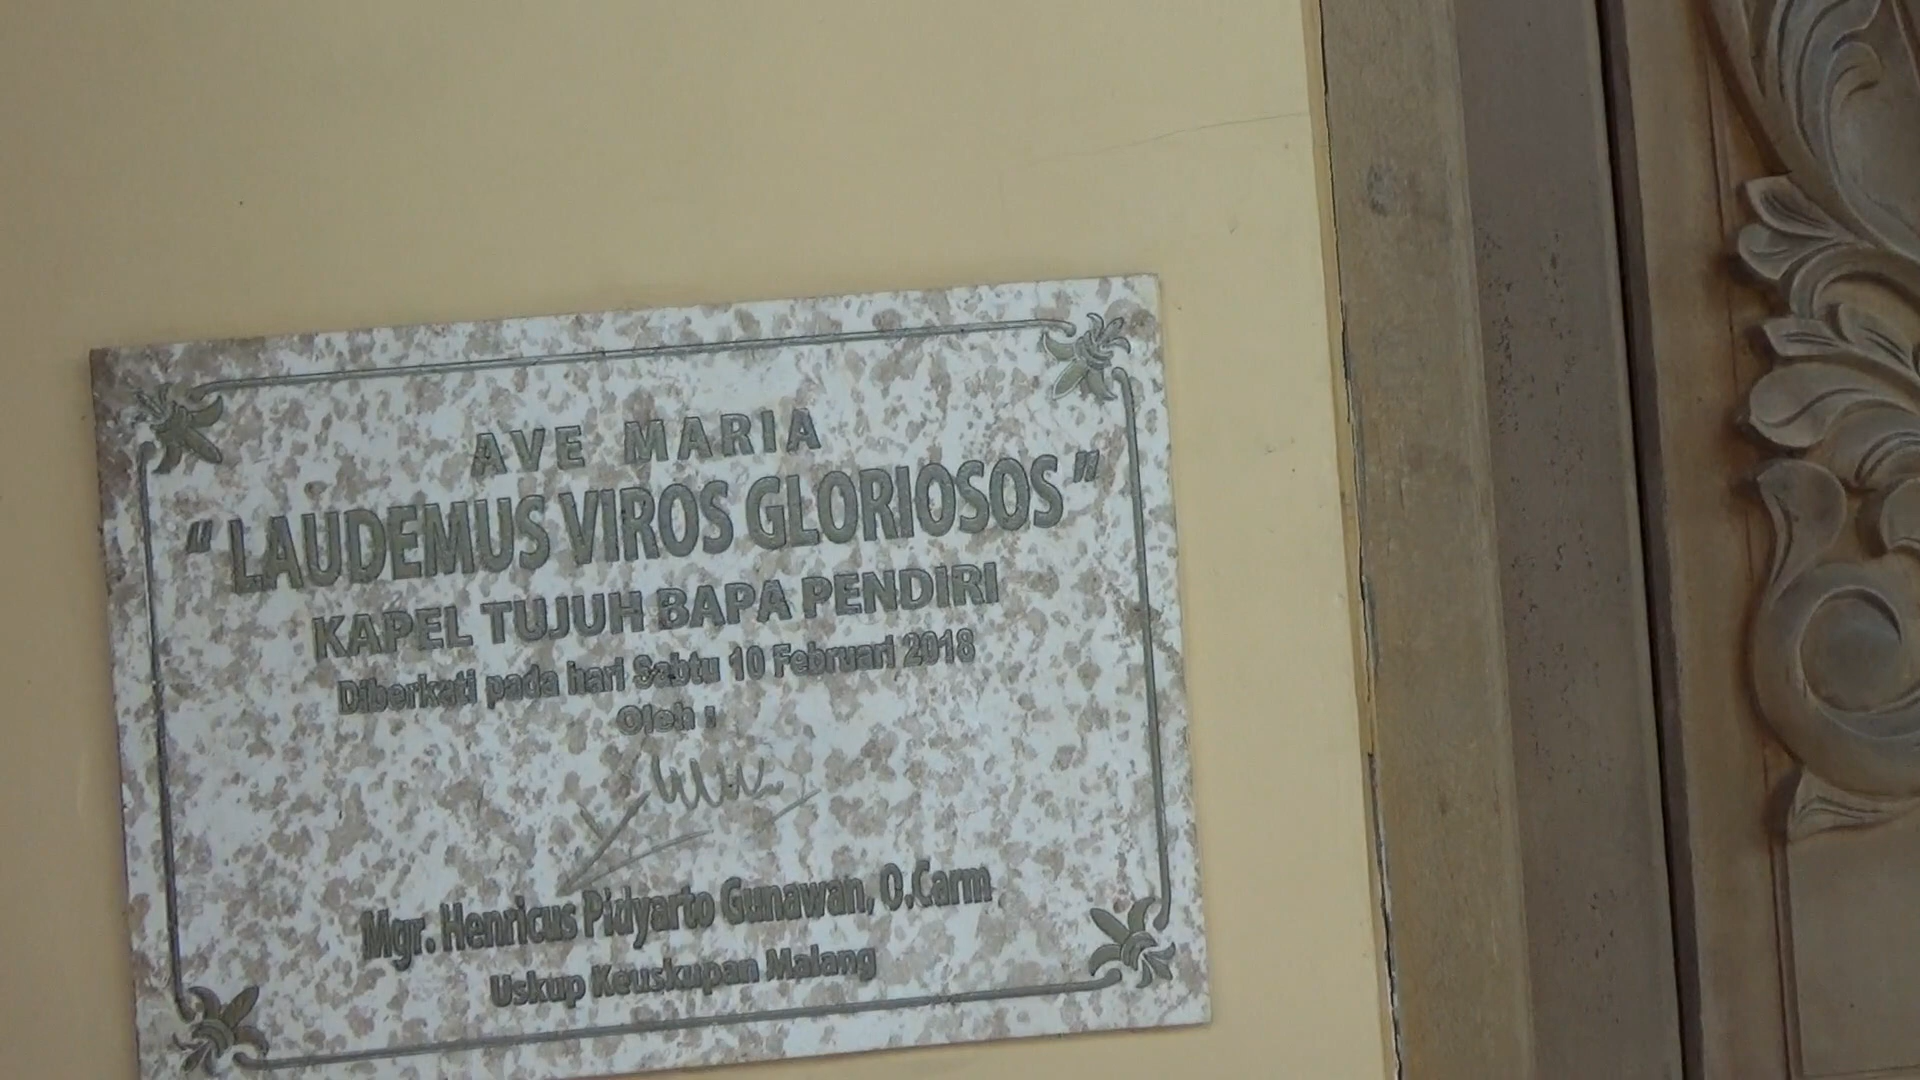 AVE MARIA
“LAUDEMUS VIROS GLORIOSOS”
KAPEL TUJUH BAPA PENDIRI
Diberkati pada hari Sabtu 10 Februari 2018
Oleh :
Mgr. Henricus Pidyarto Gunawan, O.Carm
Uskup Keuskupan Malang